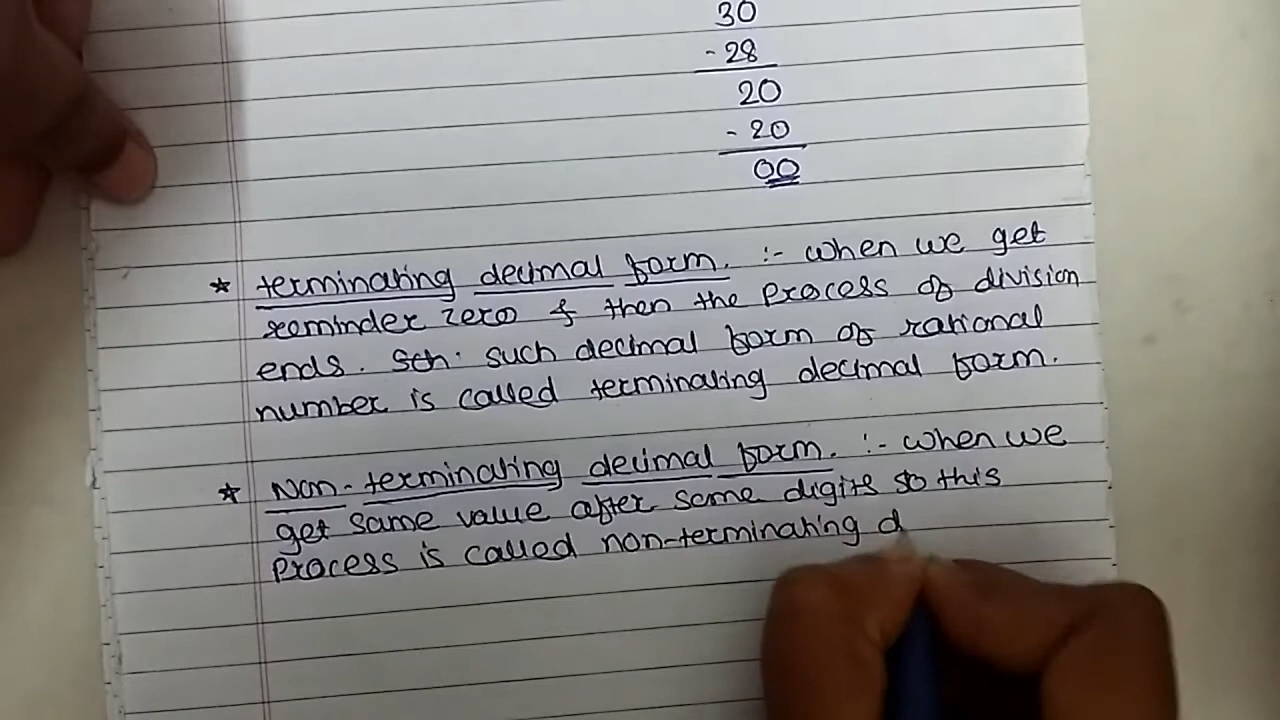 30
- 28
20
- 20
00
* terminating decimal form. :- when we get
reminder zero & then the process of division
ends. Sch. such decimal form of rational
number is called terminating decimal form.
* Non-terminating decimal form. :- when we
get same value after some digits so this
process is called non-terminating d